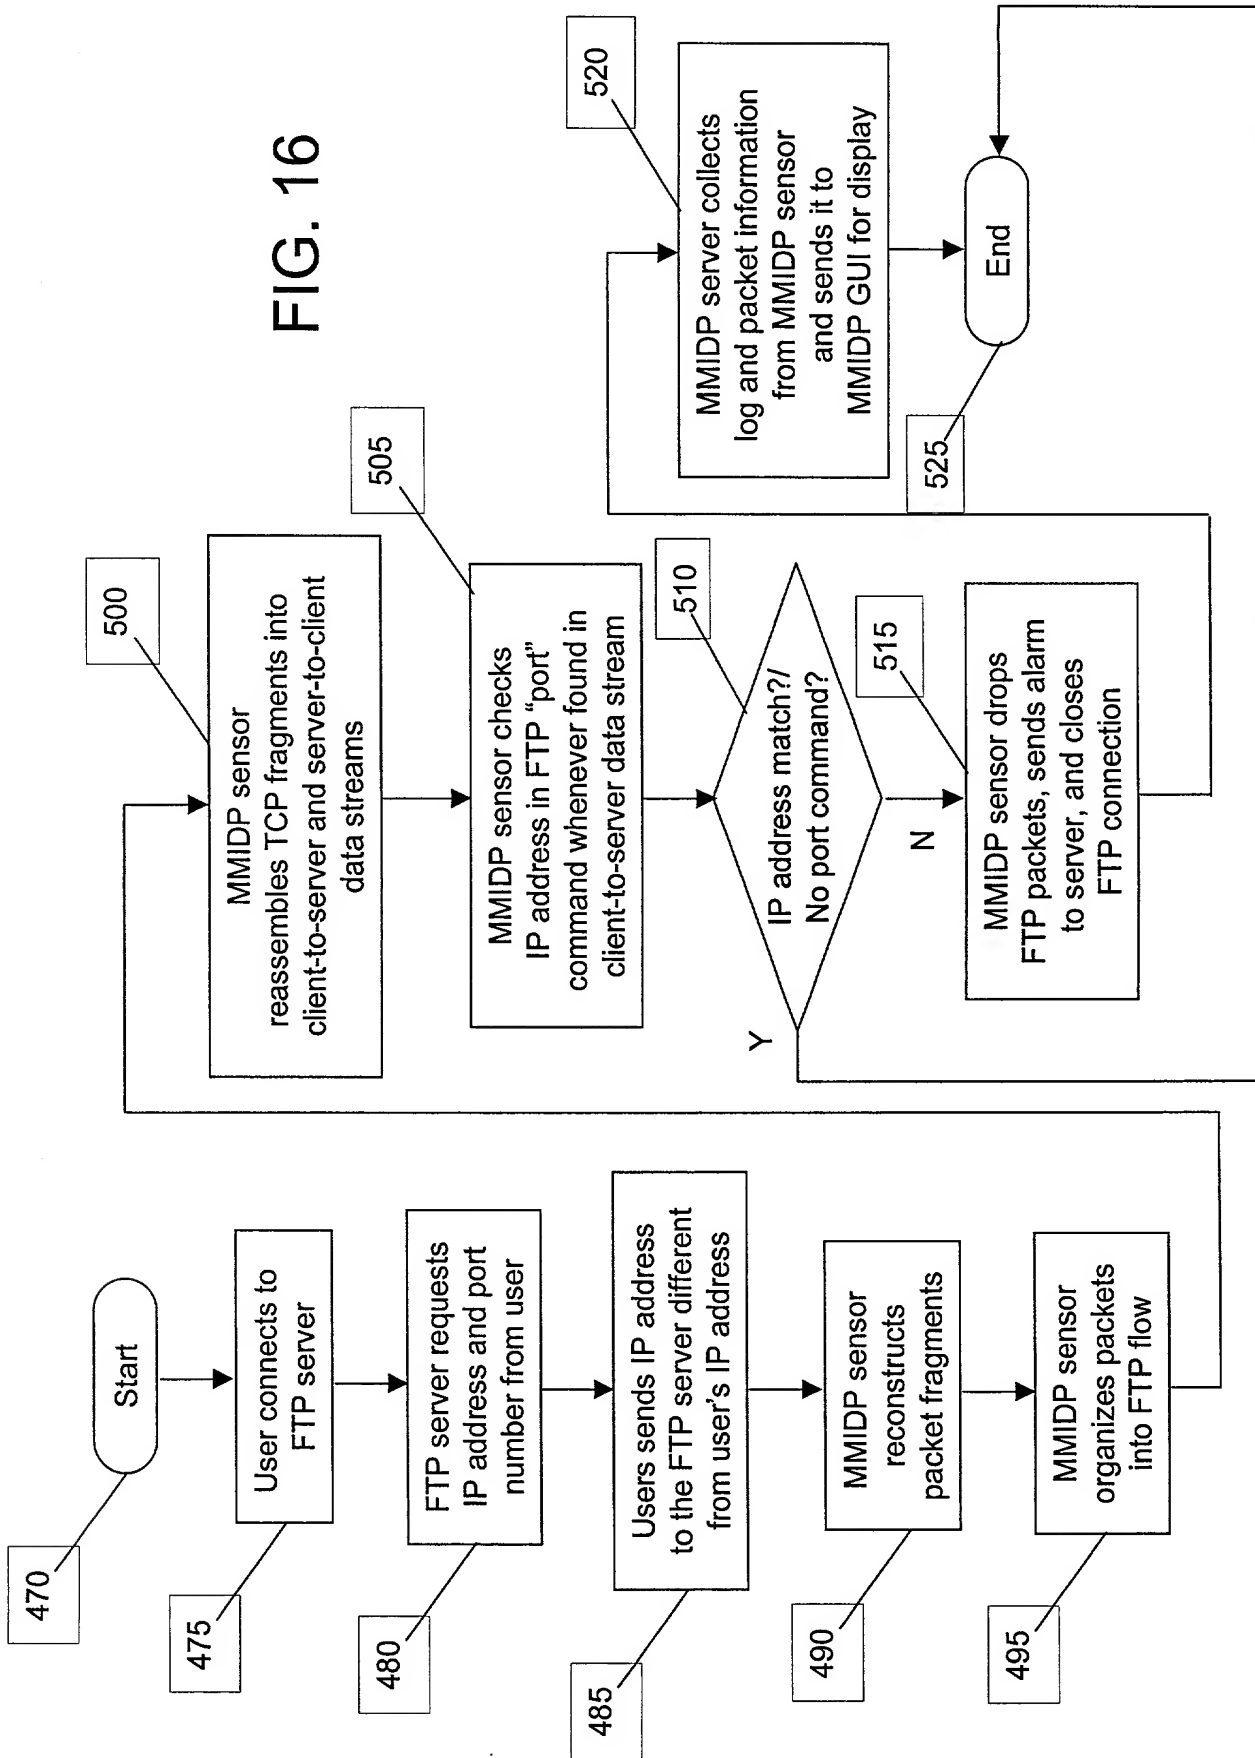 FIG. 16
470
Start
475
User connects to
FTP server
480
FTP server requests
IP address and port
number from user
485
Users sends IP address
to the FTP server different
from user's IP address
490
MMIDP sensor
reconstructs
packet fragments
495
MMIDP sensor
organizes packets
into FTP flow
500
MMIDP sensor
reassembles TCP fragments into
client-to-server and server-to-client
data streams
505
MMIDP sensor checks
IP address in FTP “port”
command whenever found in
client-to-server data stream
510
IP address match?/
No port command?
Y
N
515
MMIDP sensor drops
FTP packets, sends alarm
to server, and closes
FTP connection
520
MMIDP server collects
log and packet information
from MMIDP sensor
and sends it to
MMIDP GUI for display
525
End